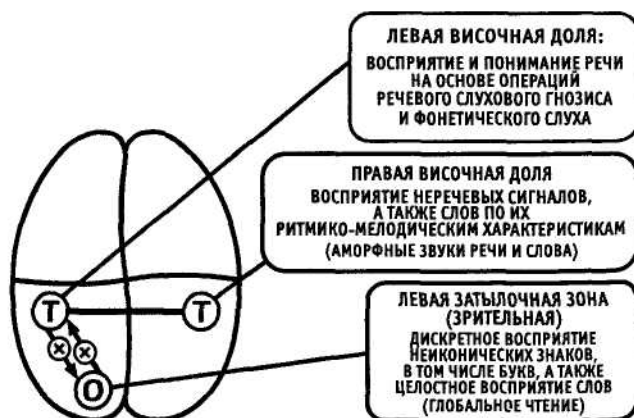 ЛЕВАЯ ВИСОЧНАЯ ДОЛЯ:
ВОСПРИЯТИЕ И ПОНИМАНИЕ РЕЧИ
НА ОСНОВЕ ОПЕРАЦИЙ
РЕЧЕВОГО СЛУХОВОГО ГНОЗИСА
И ФОНЕТИЧЕСКОГО СЛУХА
ПРАВАЯ ВИСОЧНАЯ ДОЛЯ
ВОСПРИЯТИЕ НЕРЕЧЕВЫХ СИГНАЛОВ,
А ТАКЖЕ СЛОВ ПО ИХ
РИТМИКО-МЕЛОДИЧЕСКИМ ХАРАКТЕРИСТИКАМ
(АМОРФНЫЕ ЗВУКИ РЕЧИ И СЛОВА)
Т Т
О
ЛЕВАЯ ЗАТЫЛОЧНАЯ ЗОНА
(ЗРИТЕЛЬНАЯ)
ДИСКРЕТНОЕ ВОСПРИЯТИЕ
НЕИКОНИЧЕСКИХ ЗНАКОВ,
В ТОМ ЧИСЛЕ БУКВ, А ТАКЖЕ
ЦЕЛОСТНОЕ ВОСПРИЯТИЕ СЛОВ
(ГЛОБАЛЬНОЕ ЧТЕНИЕ)